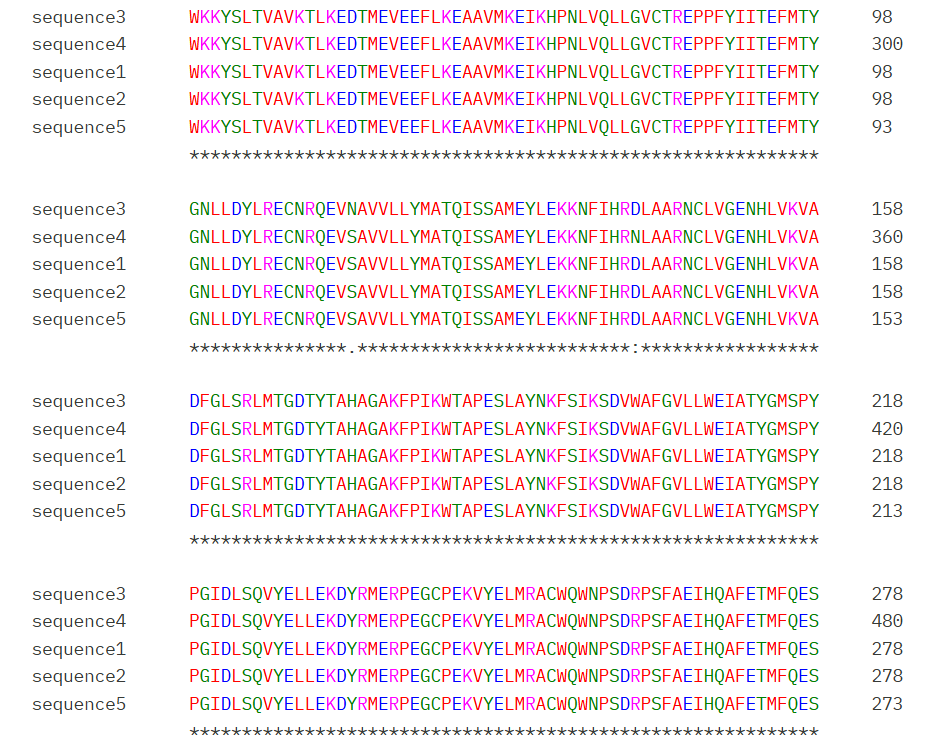 sequence3 WKKYSLTVAVKTLKEDTMEVEEFLKEAAVMKEIKHPNLVQLLGVCTREPPFYIITEFMTY 98
sequence4 WKKYSLTVAVKTLKEDTMEVEEFLKEAAVMKEIKHPNLVQLLGVCTREPPFYIITEFMTY 300
sequence1 WKKYSLTVAVKTLKEDTMEVEEFLKEAAVMKEIKHPNLVQLLGVCTREPPFYIITEFMTY 98
sequence2 WKKYSLTVAVKTLKEDTMEVEEFLKEAAVMKEIKHPNLVQLLGVCTREPPFYIITEFMTY 98
sequence5 WKKYSLTVAVKTLKEDTMEVEEFLKEAAVMKEIKHPNLVQLLGVCTREPPFYIITEFMTY 93
************************************************************
sequence3 GNLLDYLRECNRQEVNAVVLLYMATQISSAMEYLEKKNFIHRDLAARNCLVGENHLVKVA 158
sequence4 GNLLDYLRECNRQEVSAVVLLYMATQISSAMEYLEKKNFIHRNLAARNCLVGENHLVKVA 360
sequence1 GNLLDYLRECNRQEVSAVVLLYMATQISSAMEYLEKKNFIHRDLAARNCLVGENHLVKVA 158
sequence2 GNLLDYLRECNRQEVSAVVLLYMATQISSAMEYLEKKNFIHRDLAARNCLVGENHLVKVA 158
sequence5 GNLLDYLRECNRQEVSAVVLLYMATQISSAMEYLEKKNFIHRDLAARNCLVGENHLVKVA 153
***************.**************************:*****************
sequence3 DFGLSRLMTGDTYTAHAGAKFPIKWTAPESLAYNKFSIKSDVWAFGVLLWEIATYGMSPY 218
sequence4 DFGLSRLMTGDTYTAHAGAKFPIKWTAPESLAYNKFSIKSDVWAFGVLLWEIATYGMSPY 420
sequence1 DFGLSRLMTGDTYTAHAGAKFPIKWTAPESLAYNKFSIKSDVWAFGVLLWEIATYGMSPY 218
sequence2 DFGLSRLMTGDTYTAHAGAKFPIKWTAPESLAYNKFSIKSDVWAFGVLLWEIATYGMSPY 218
sequence5 DFGLSRLMTGDTYTAHAGAKFPIKWTAPESLAYNKFSIKSDVWAFGVLLWEIATYGMSPY 213
************************************************************
sequence3 PGIDLSQVYELLEKDYRMERPEGCPEKVYELMRACWQWNPSDRPSFAEIHQAFETMFQES 278
sequence4 PGIDLSQVYELLEKDYRMERPEGCPEKVYELMRACWQWNPSDRPSFAEIHQAFETMFQES 480
sequence1 PGIDLSQVYELLEKDYRMERPEGCPEKVYELMRACWQWNPSDRPSFAEIHQAFETMFQES 278
sequence2 PGIDLSQVYELLEKDYRMERPEGCPEKVYELMRACWQWNPSDRPSFAEIHQAFETMFQES 278
sequence5 PGIDLSQVYELLEKDYRMERPEGCPEKVYELMRACWQWNPSDRPSFAEIHQAFETMFQES 273
************************************************************